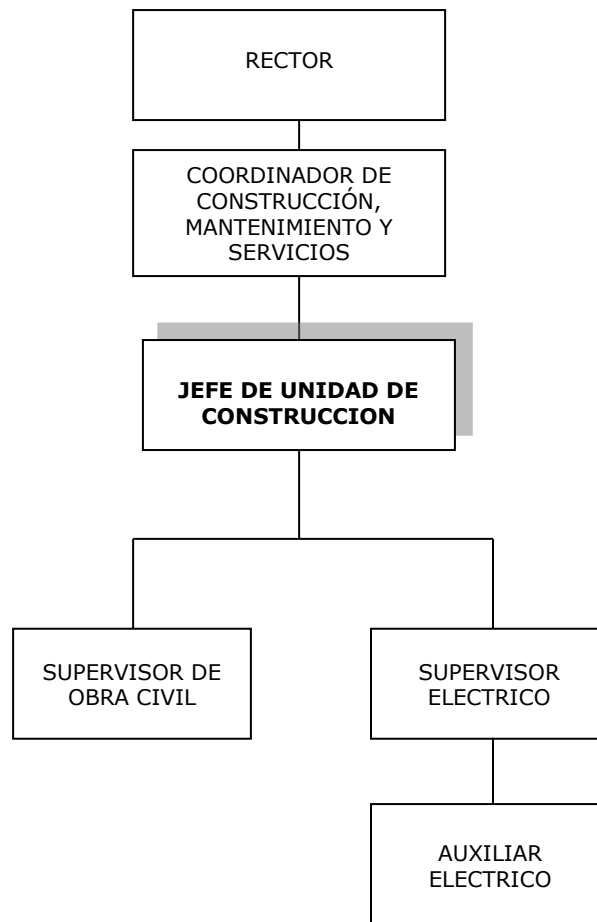 RECTOR
COORDINADOR DE
CONSTRUCCIÓN,
MANTENIMIENTO Y
SERVICIOS
JEFE DE UNIDAD DE
CONSTRUCCION
SUPERVISOR DE
OBRA CIVIL
SUPERVISOR
ELECTRICO
AUXILIAR
ELECTRICO